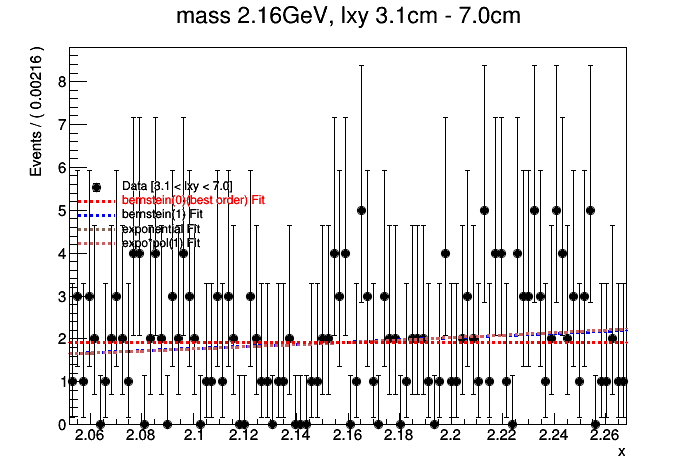 mass 2.16GeV, lxy 3.1cm - 7.0cm
Events / ( 0.00216 )
8
7
6
5
4
3
2
1
0
Data [3.1 < lxy < 7.0]
bernstein(0)(best order) Fit
bernstein(1) Fit
exponential Fit
expo*pol(1) Fit
2.06 2.08 2.1 2.12 2.14 2.16 2.18 2.2 2.22 2.24 2.26
x